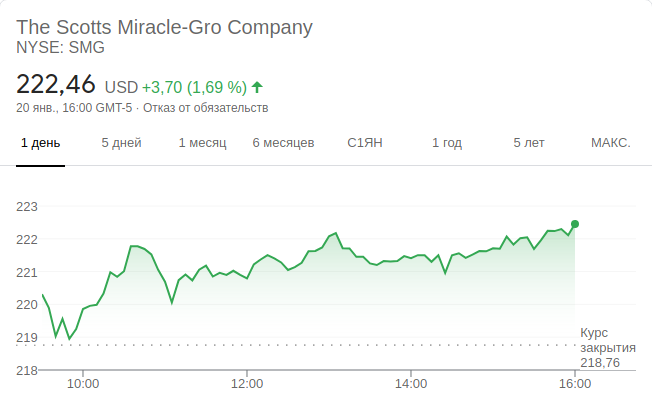 The Scotts Miracle-Gro Company
NYSE: SMG
222,46 USD +3,70 (1,69 %)
20 янв., 16:00 GMT-5 · Отказ от обязательств
1 день 5 дней 1 месяц 6 месяцев С1ЯН 1 год 5 лет МАКС.
223
222
221
220
219
Курс
закрытия
218,76
218
10:00 12:00 14:00 16:00